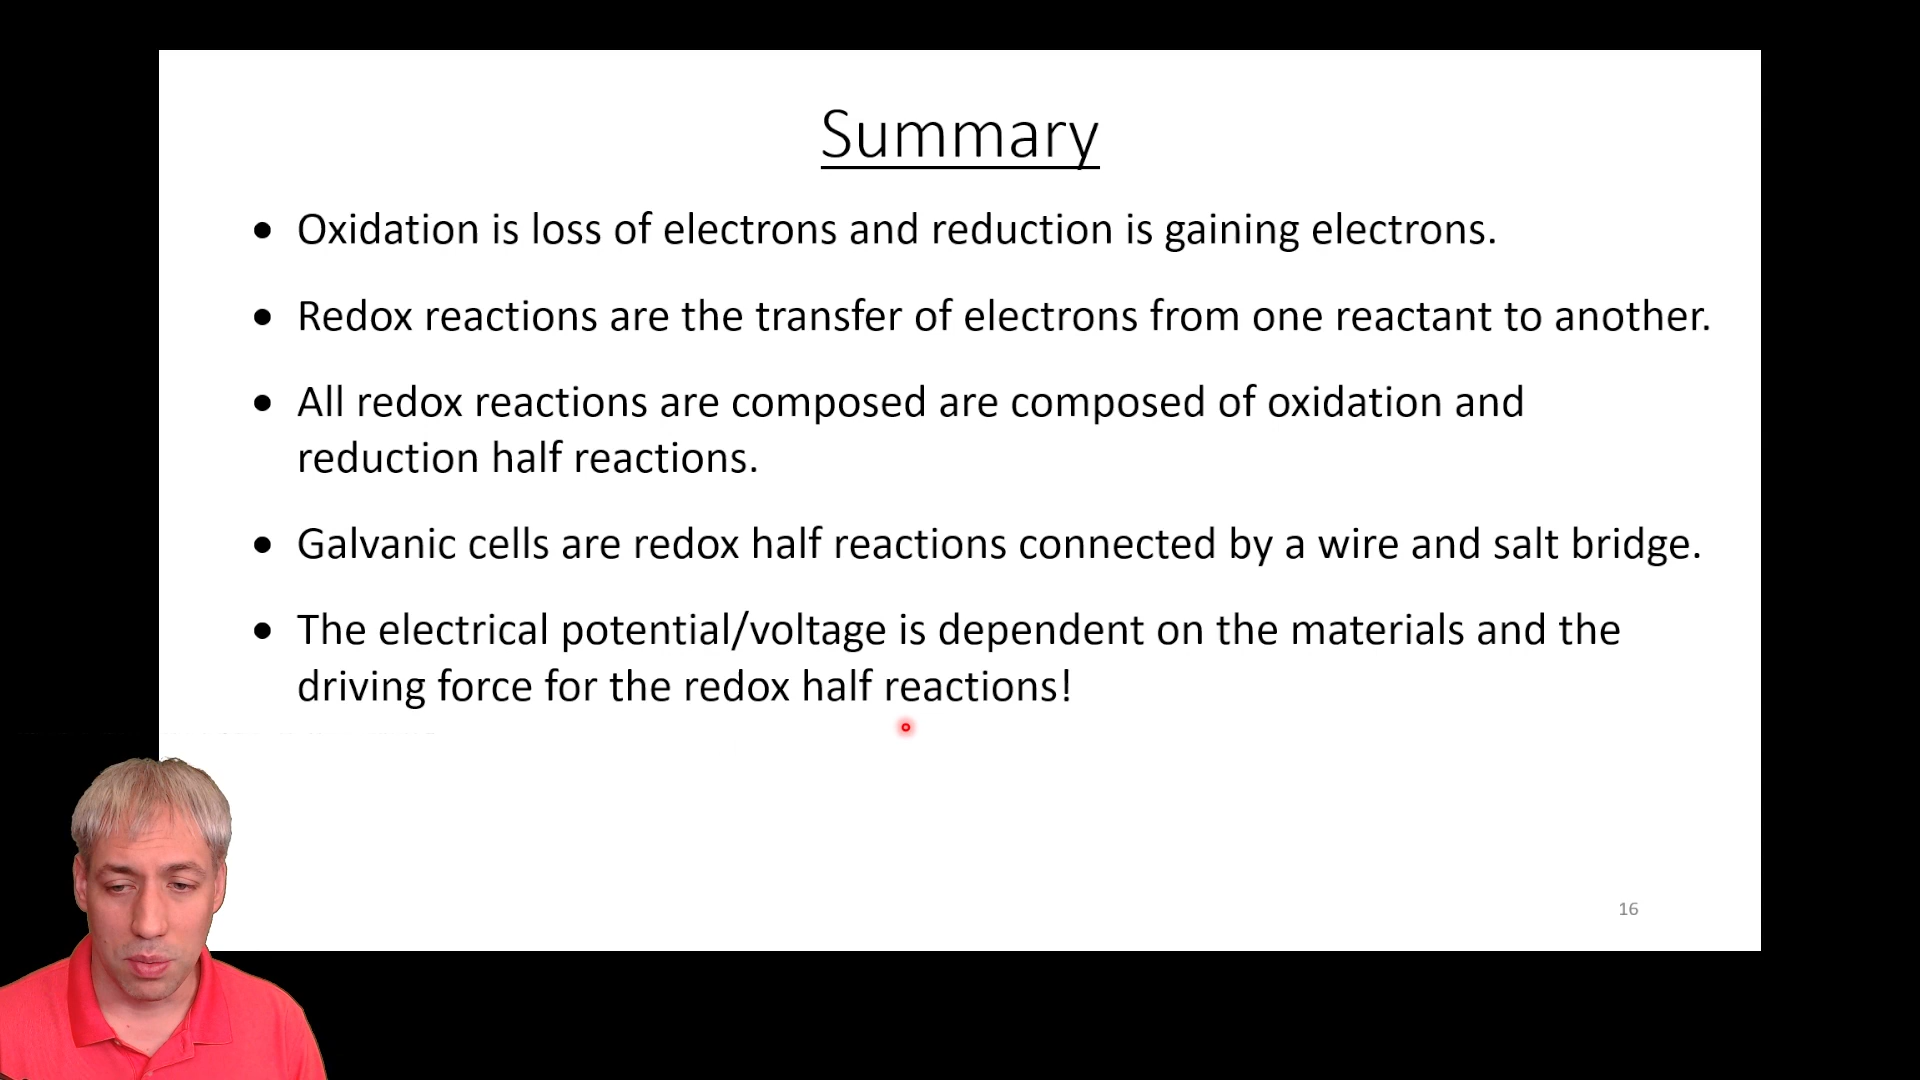 Summary
• Oxidation is loss of electrons and reduction is gaining electrons.
• Redox reactions are the transfer of electrons from one reactant to another.
• All redox reactions are composed are composed of oxidation and
reduction half reactions.
• Galvanic cells are redox half reactions connected by a wire and salt bridge.
• The electrical potential/voltage is dependent on the materials and the
driving force for the redox half reactions!
16